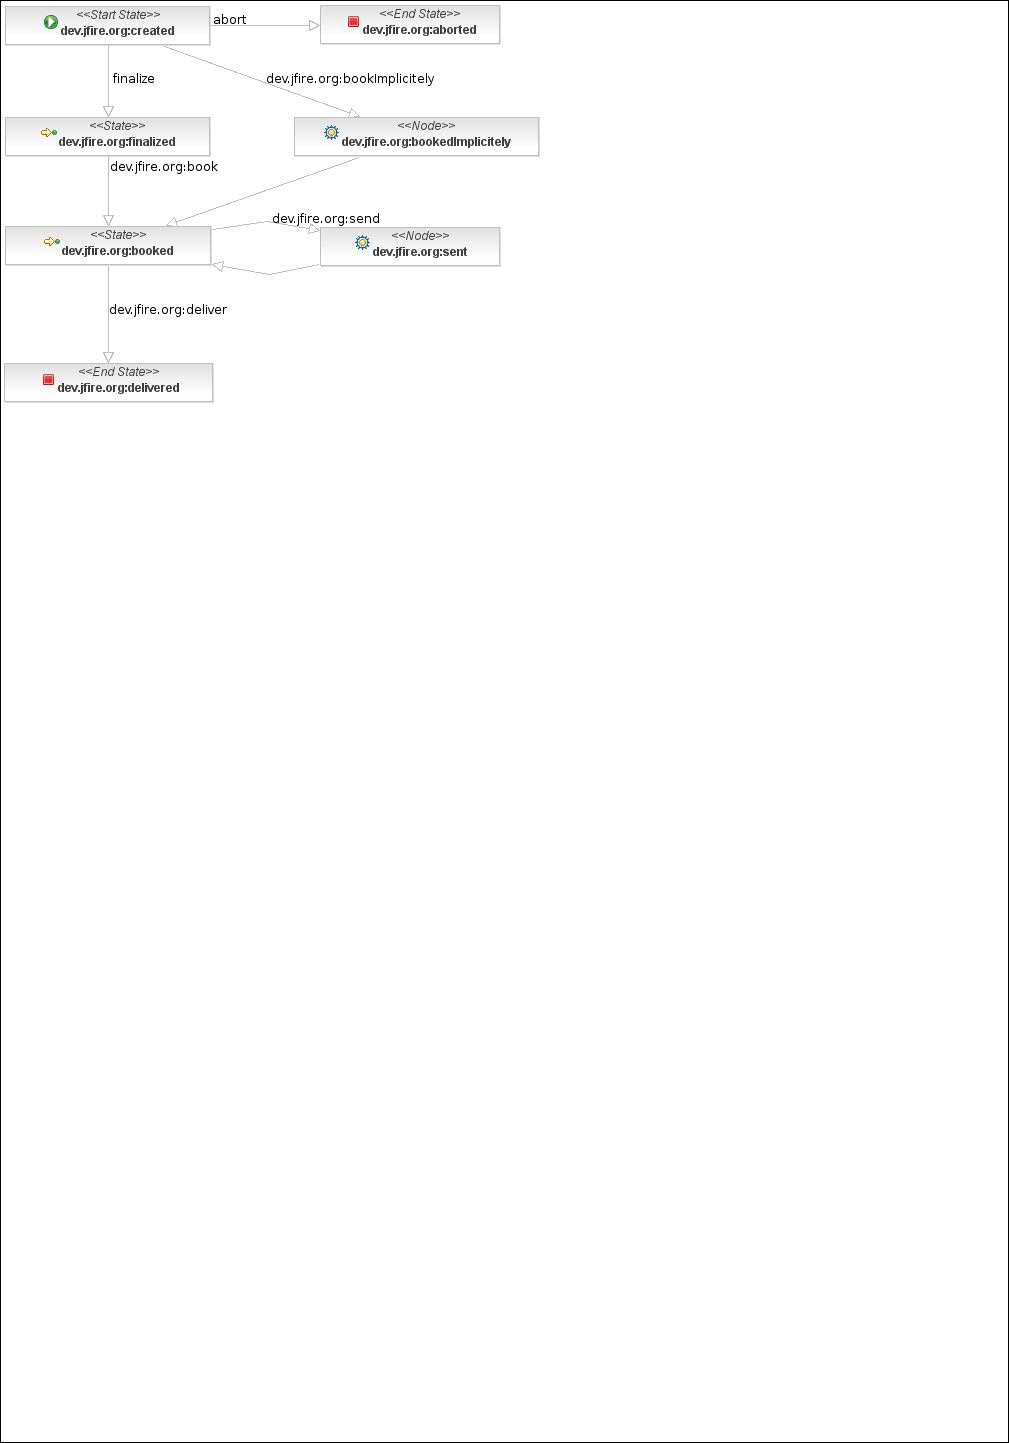 <<Start State>>
dev.jfire.org:created
abort
<<End State>>
dev.jfire.org:aborted
finalize
dev.jfire.org:bookImplicitely
<<State>>
dev.jfire.org:finalized
<<Node>>
dev.jfire.org:bookedImplicitely
dev.jfire.org:book
dev.jfire.org:send
<<State>>
dev.jfire.org:booked
<<Node>>
dev.jfire.org:sent
dev.jfire.org:deliver
<<End State>>
dev.jfire.org:delivered